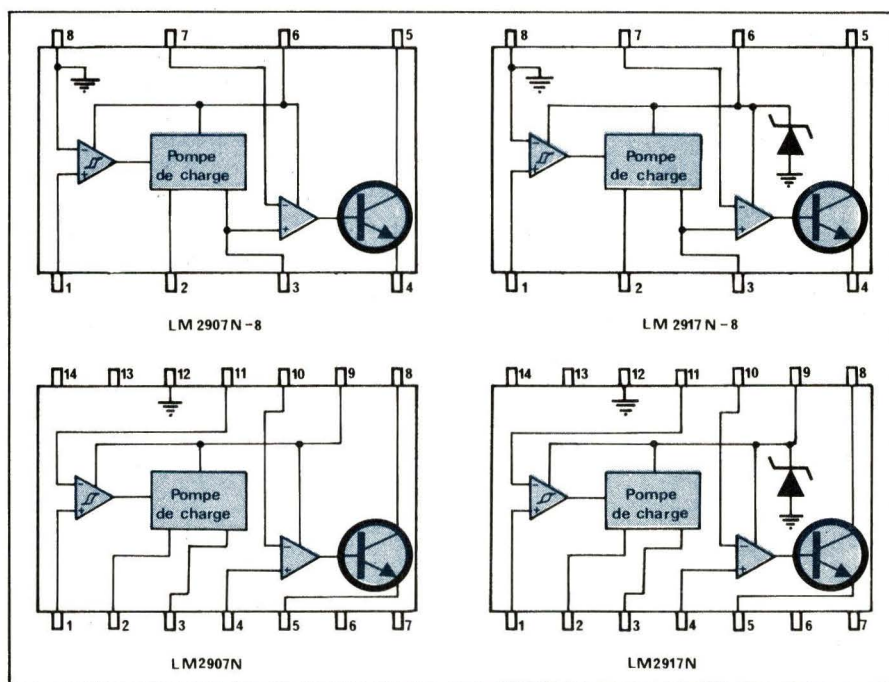 8 7 6 5
Pompe
de charge
1 2 3 4
LM 2907N-8
8 7 6 5
Pompe
de charge
1 2 3 4
LM 2917N-8
14 13 12 11 10 9 8
Pompe
de charge
1 2 3 4 5 6 7
LM2907N
14 13 12 11 10 9 8
Pompe
de charge
1 2 3 4 5 6 7
LM2917N